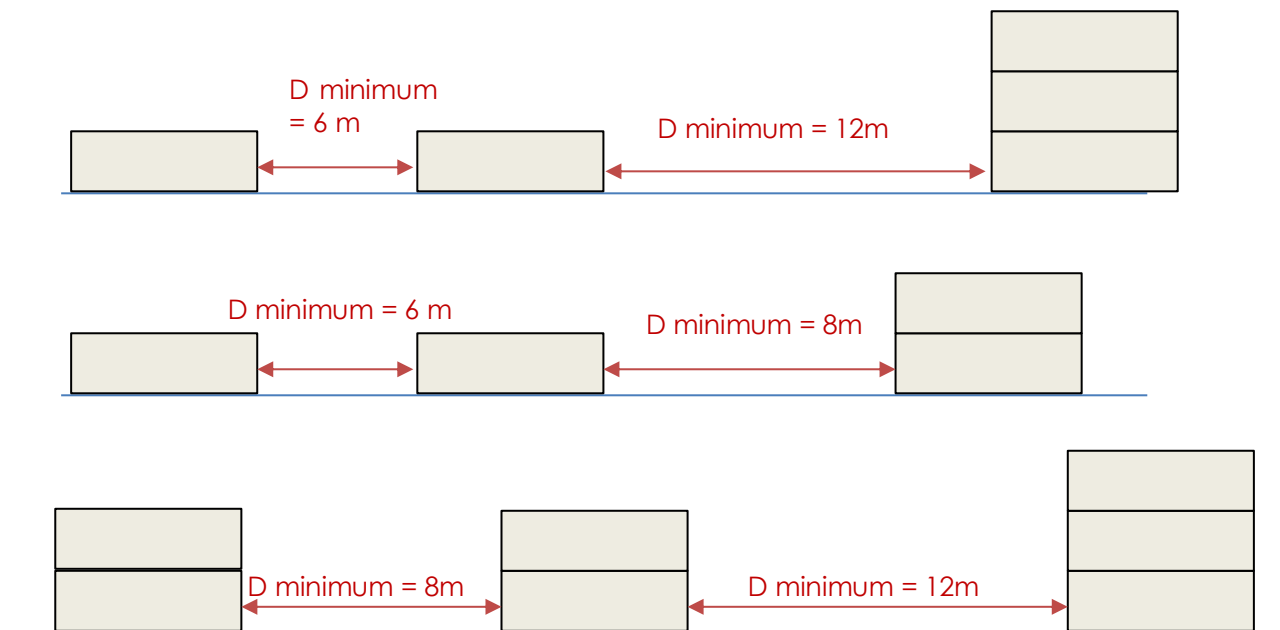 D minimum
= 6 m
D minimum = 12m
D minimum = 6 m
D minimum = 8m
D minimum = 8m
D minimum = 12m